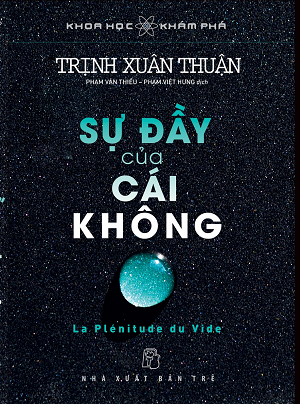 KHOA HỌC KHÁM PHÁ
TRỊNH XUÂN THUẬN
PHẠM VĂN THIỀU – PHẠM VIỆT HƯNG dịch
SỰ ĐẦY
của
CÁI
KHÔNG
La Plénitude du Vide
NHÀ XUẤT BẢN TRẺ